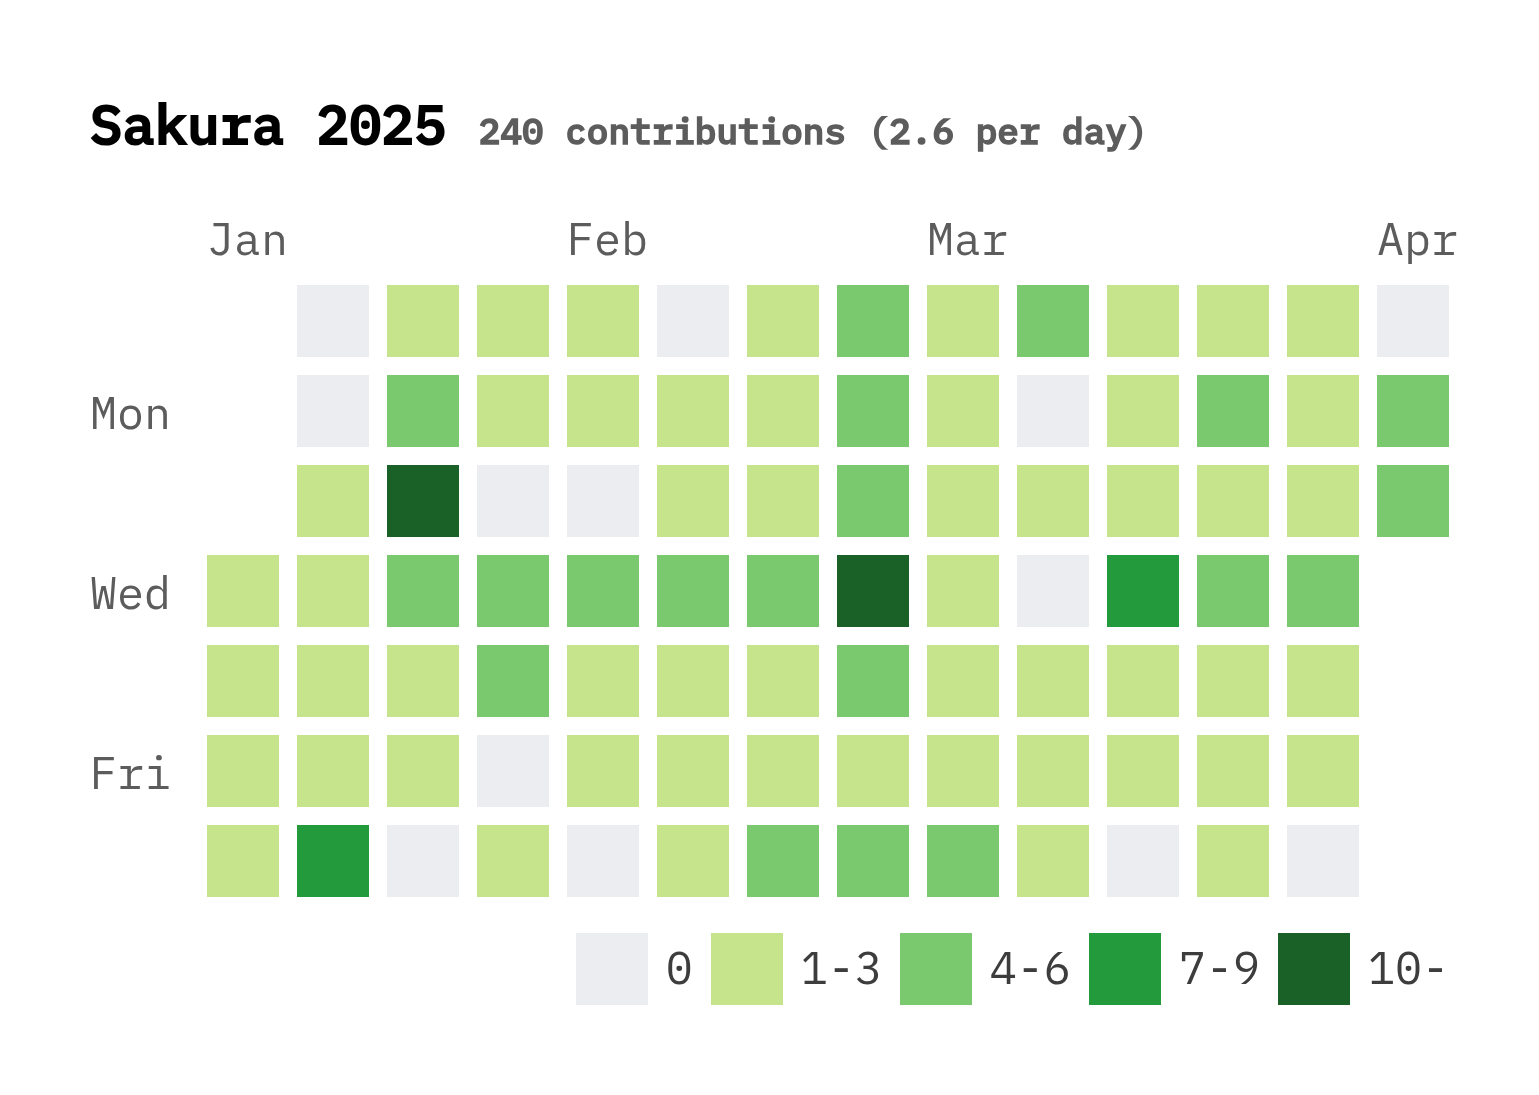 Sakura 2025 240 contributions (2.6 per day)
Jan Feb Mar Apr
Mon
Wed
Fri
0 1-3 4-6 7-9 10-